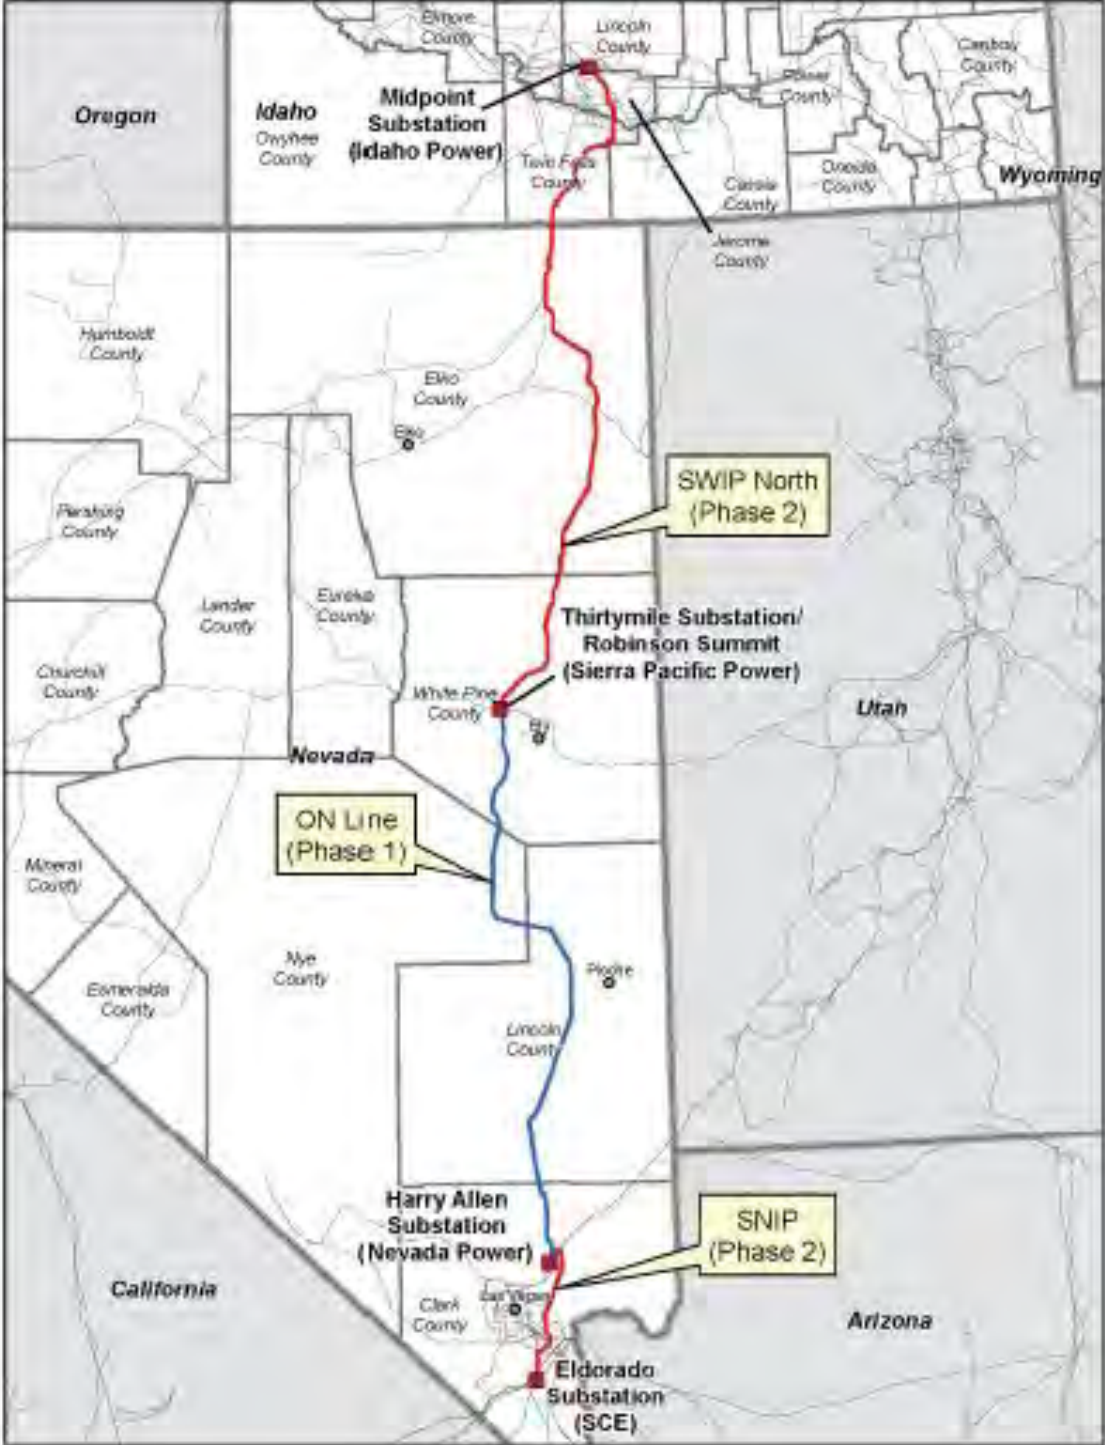 Elmore
County
Lincoln
County
Caribou
County
Power
County
Oregon
Idaho
Owyhee
County
Midpoint
Substation
(Idaho Power)
Twin Falls
County
Cassia
County
Oneida
County
Wyoming
Jerome
County
Humboldt
County
Elko
County
Elko
SWIP North
(Phase 2)
Pershing
County
Lander
County
Eureka
County
Thirtymile Substation/
Robinson Summit
(Sierra Pacific Power)
Churchill
County
White Pine
County
Ely
Utah
Nevada
ON Line
(Phase 1)
Mineral
County
Nye
County
Pioche
Esmeralda
County
Lincoln
County
Harry Allen
Substation
(Nevada Power)
SNIP
(Phase 2)
California
Las Vegas
Clark
County
Arizona
Eldorado
Substation
(SCE)